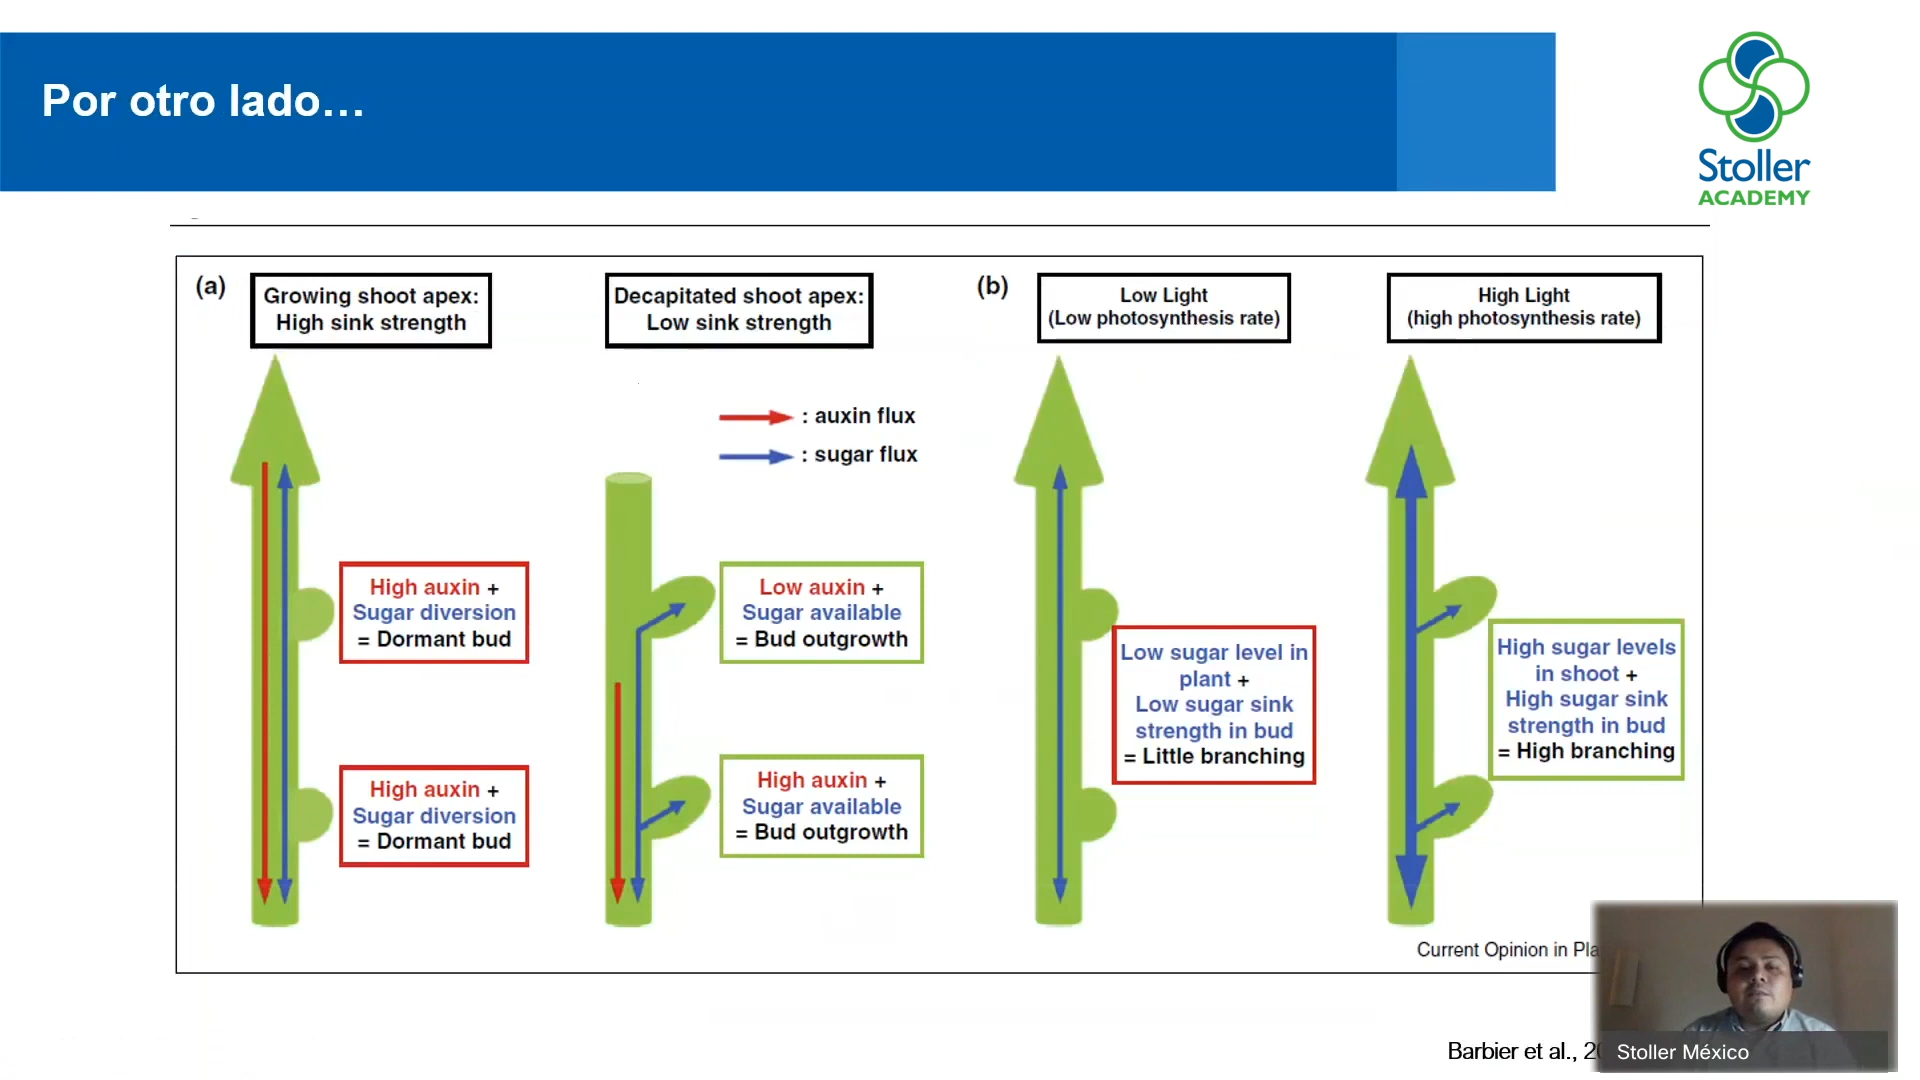 Por otro lado...
Stoller
ACADEMY
(a)
Growing shoot apex:
High sink strength
Decapitated shoot apex:
Low sink strength
: auxin flux
: sugar flux
High auxin +
Sugar diversion
= Dormant bud
High auxin +
Sugar diversion
= Dormant bud
Low auxin +
Sugar available
= Bud outgrowth
High auxin +
Sugar available
= Bud outgrowth
(b)
Low Light
(Low photosynthesis rate)
High Light
(high photosynthesis rate)
Low sugar level in
plant +
Low sugar sink
strength in bud
= Little branching
High sugar levels
in shoot +
High sugar sink
strength in bud
= High branching
Current Opinion in
Barbier et al.,
Stoller México